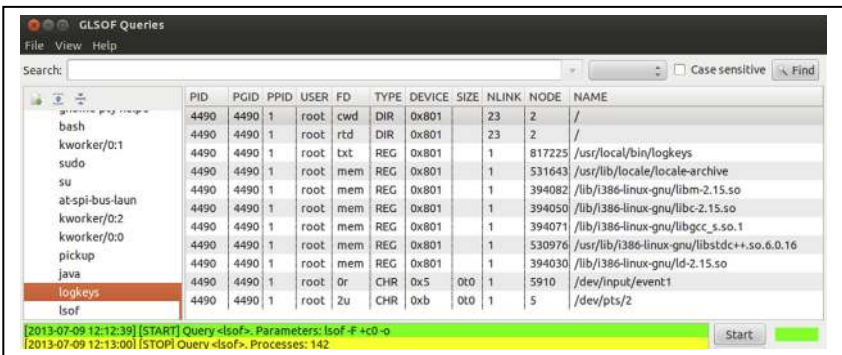 GLSOF Queries
File View Help
Search: Case sensitive Find
PID PGID PPID USER FD TYPE DEVICE SIZE NLINK NODE NAME
bash
kworker/0:1
sudo
su
at-spi-bus-laun
kworker/0:2
kworker/0:0
pickup
java
logkeys
lsof
4490 4490 1 root cwd DIR 0x801 23 2 /
4490 4490 1 root rtd DIR 0x801 23 2 /
4490 4490 1 root txt REG 0x801 1 817225 /usr/local/bin/logkeys
4490 4490 1 root mem REG 0x801 1 531643 /usr/lib/locale/locale-archive
4490 4490 1 root mem REG 0x801 1 394082 /lib/i386-linux-gnu/libm-2.15.so
4490 4490 1 root mem REG 0x801 1 394050 /lib/i386-linux-gnu/libc-2.15.so
4490 4490 1 root mem REG 0x801 1 394071 /lib/i386-linux-gnu/libgcc_s.so.1
4490 4490 1 root mem REG 0x801 1 530976 /usr/lib/i386-linux-gnu/libstdc++.so.6.0.16
4490 4490 1 root mem REG 0x801 1 394030 /lib/i386-linux-gnu/ld-2.15.so
4490 4490 1 root 0r CHR 0x5 0t0 1 5910 /dev/input/event1
4490 4490 1 root 2u CHR 0xb 0t0 1 5 /dev/pts/2
[2013-07-09 12:12:39] [START] Query <lsof>. Parameters: lsof -F +c0 -o
Start
[2013-07-09 12:13:00] [STOP] Query <lsof>. Processes: 142